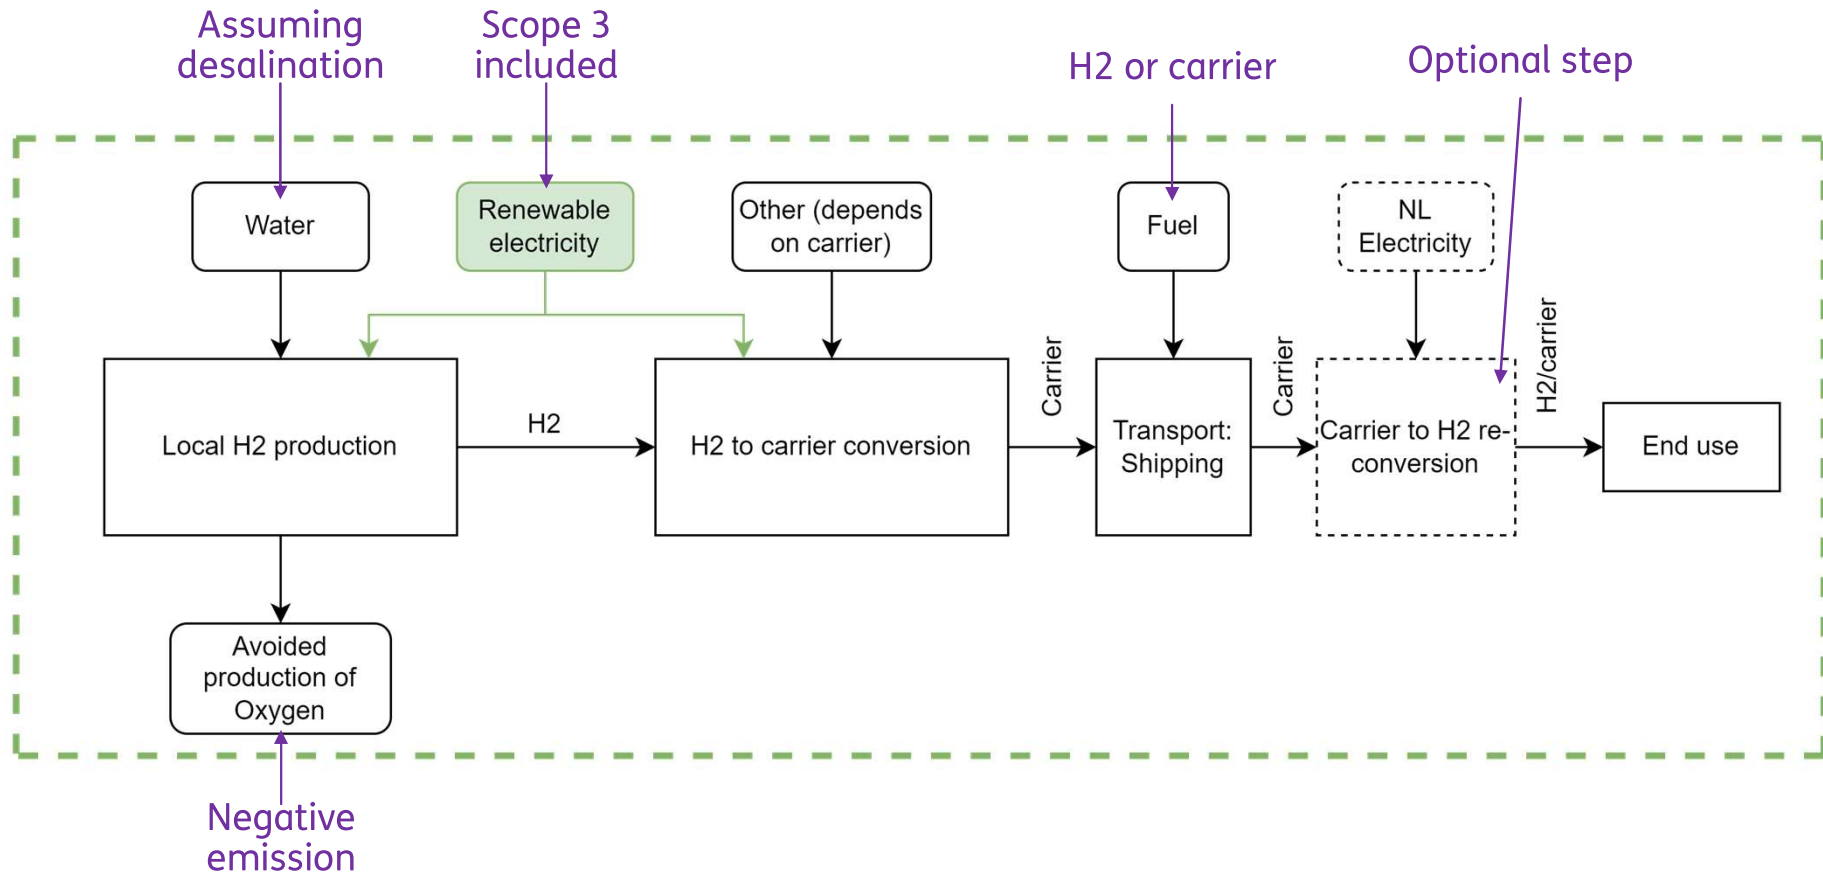 Assuming
desalination
Scope 3
included
H2 or carrier
Optional step
Water
Renewable
electricity
Other (depends
on carrier)
Fuel
NL
Electricity
Local H2 production
H2
H2 to carrier conversion
Carrier
Transport:
Shipping
Carrier
Carrier to H2 re-
conversion
H2/carrier
End use
Avoided
production of
Oxygen
Negative
emission